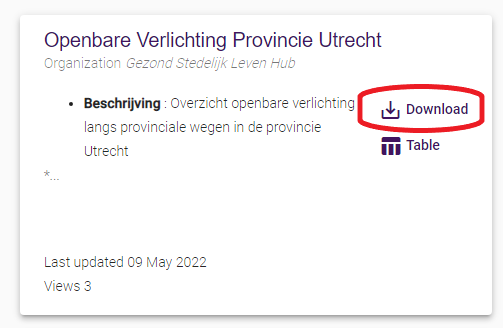 Openbare Verlichting Provincie Utrecht
Organization Gezond Stedelijk Leven Hub
• Beschrijving : Overzicht openbare verlichting
langs provinciale wegen in de provincie
Utrecht
*...
Download
Table
Last updated 09 May 2022
Views 3